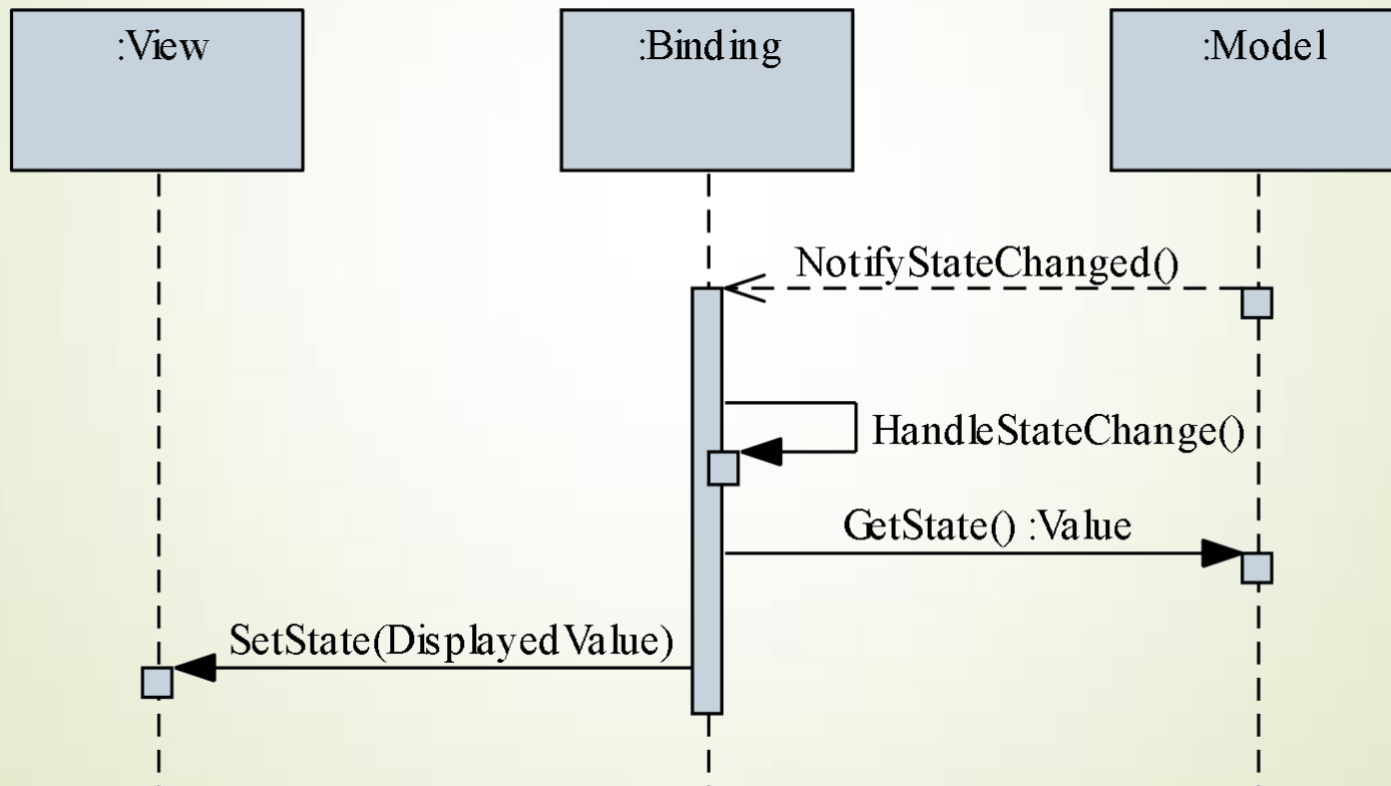 :View
:Binding
:Model
NotifyStateChanged()
HandleStateChange()
GetState() :Value
SetState(DisplayedValue)